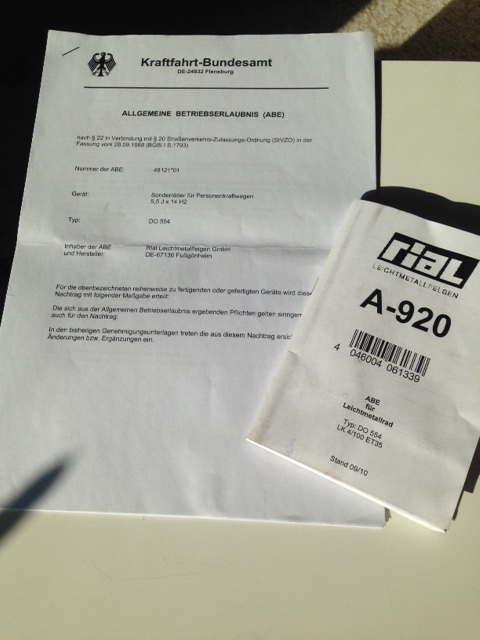 Kraftfahrt-Bundesamt
DE-24932 Flensburg
ALLGEMEINE BETRIEBSERLAUBNIS (ABE)
nach § 22 in Verbindung mit § 20 Straßenverkehrs-Zulassungs-Ordnung (StVZO) in der
Fassung vom 28.09.1988 (BGBl I S.1793)
Nummer der ABE: 48121*01
Gerät: Sonderräder für Personenkraftwagen
5,5 J x 14 H2
Typ: DO 554
Inhaber der ABE Rial Leichtmetallfelgen GmbH
und Hersteller: DE-67136 Fußgönheim
Für die obenbezeichneten reihenweise zu fertigenden oder gefertigten Geräte wird diese
Nachtrag mit folgender Maßgabe erteilt:
Die sich aus der Allgemeinen Betriebserlaubnis ergebenden Pflichten gelten sinngem
auch für den Nachtrag.
In den bisherigen Genehmigungsunterlagen treten die aus diesem Nachtrag ersich
Änderungen bzw. Ergänzungen ein.
rial
LEICHTMETALLFELGEN
A-920
4 046004 061339
ABE
für
Leichtmetallrad
Typ: DO 554
LK 4/100 ET35
Stand 09/10